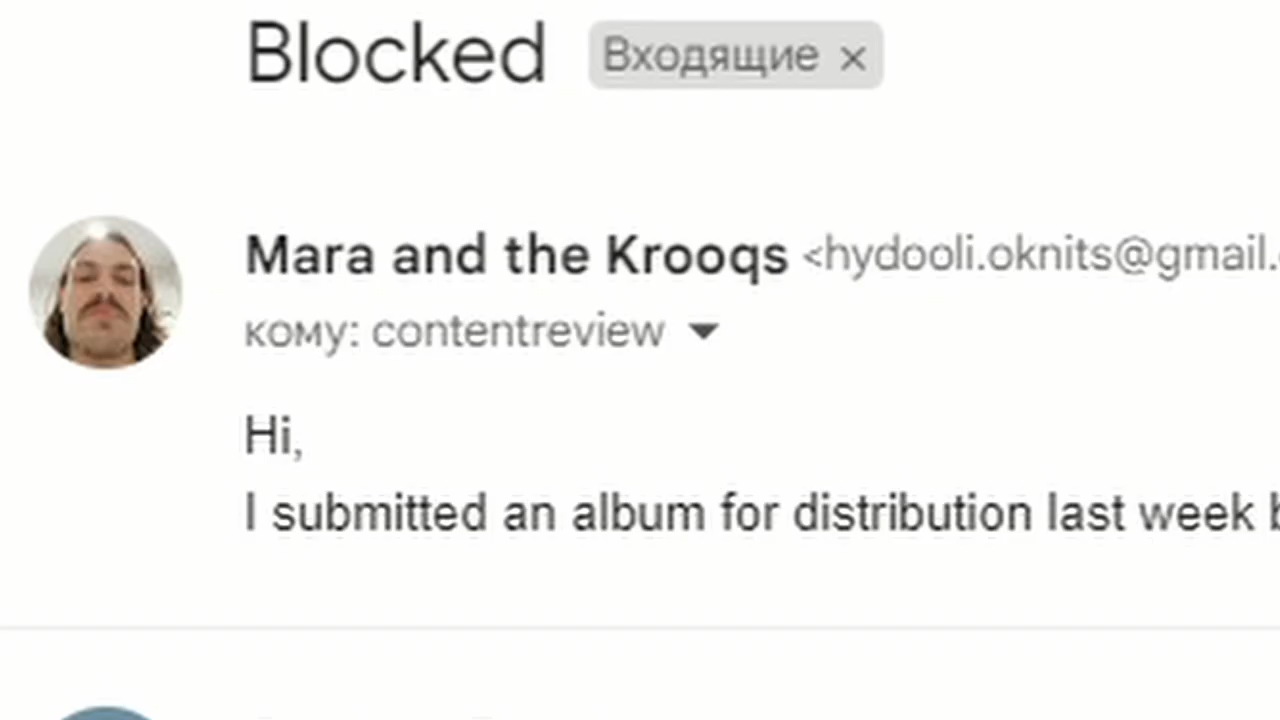 Blocked Входящие ×
Mara and the Krooqs <hydooli.oknits@gmail.
кому: contentreview
Hi,
I submitted an album for distribution last week